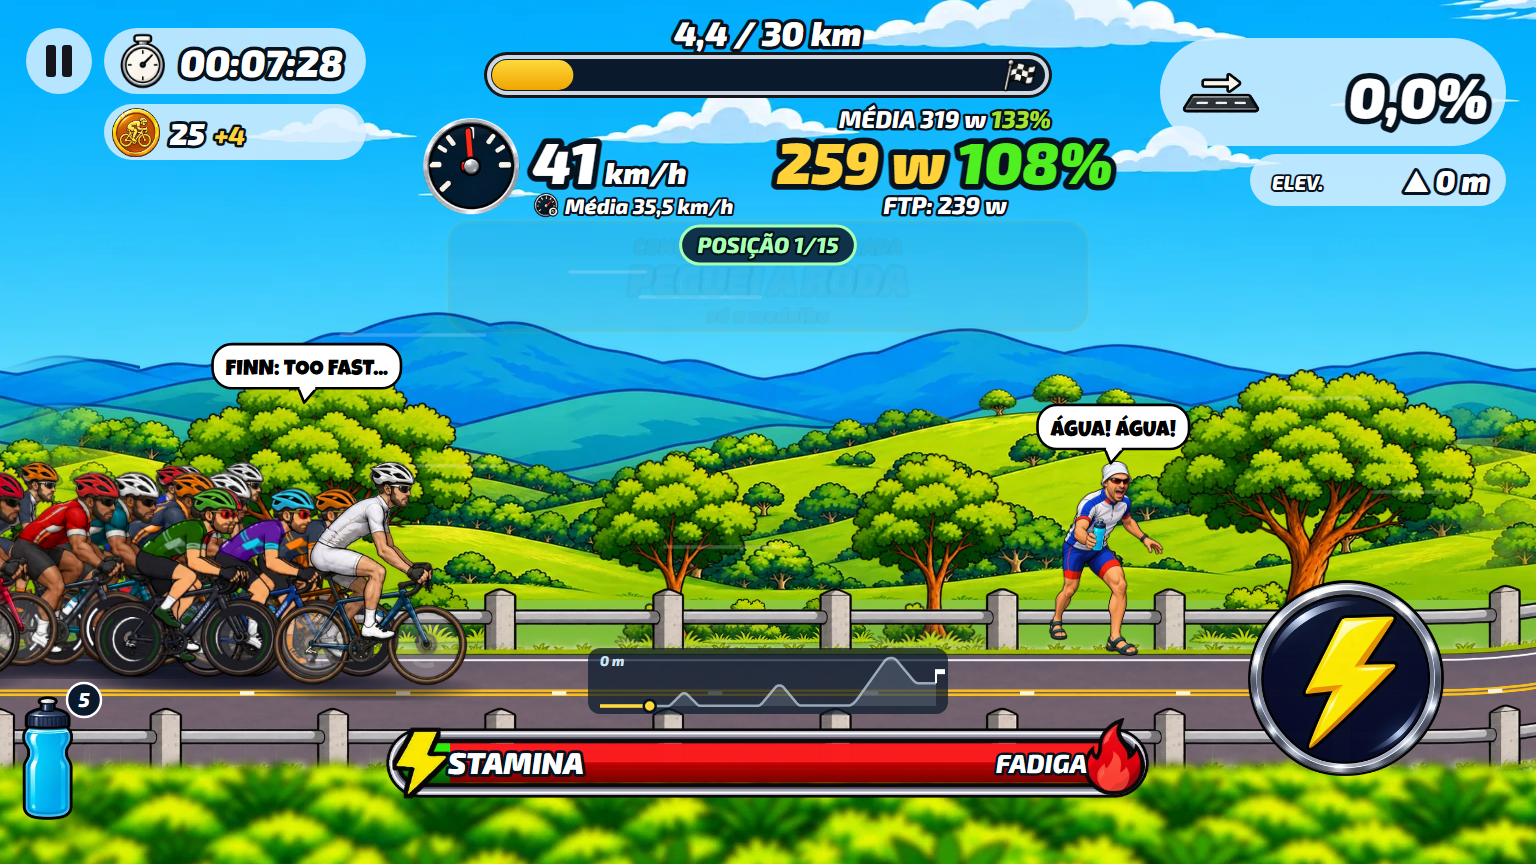 4,4 / 30 km
00:07:28
25 +4
0,0%
ELEV. 0 m
MÉDIA 319 w 133%
41 km/h
259 w 108%
Média 35,5 km/h
FTP: 239 w
POSIÇÃO 1/15
PEGUEI A RODA
FINN: TOO FAST...
ÁGUA! ÁGUA!
0 m
5
STAMINA
FADIGA